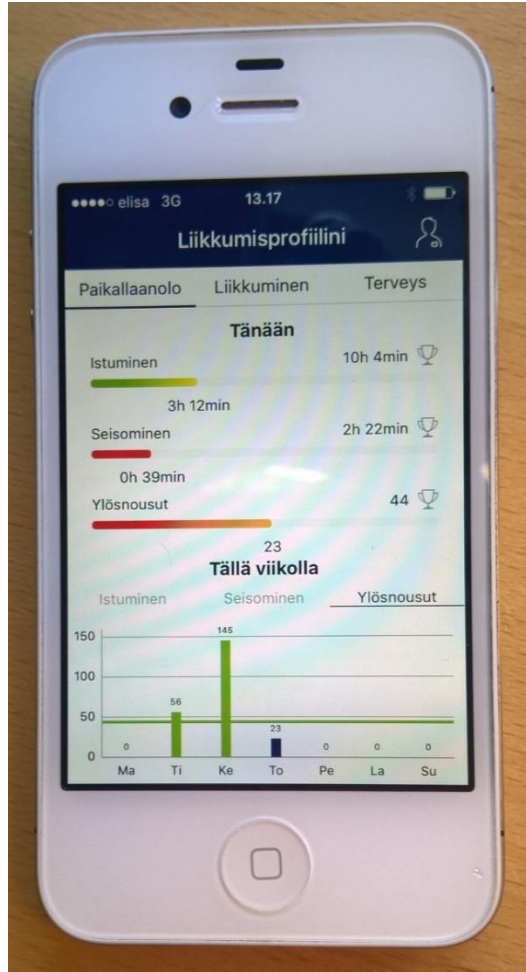 elisa 3G 13.17
Liikkumisprofiilini
Paikallaanolo Liikkuminen Terveys
Tänään
Istuminen 10h 4min
3h 12min
Seisominen 2h 22min
0h 39min
Ylösnousut 44
23
Tällä viikolla
Istuminen Seisominen Ylösnousut
150
145
100
56
50
23
0 0 0 0 0
Ma Ti Ke To Pe La Su